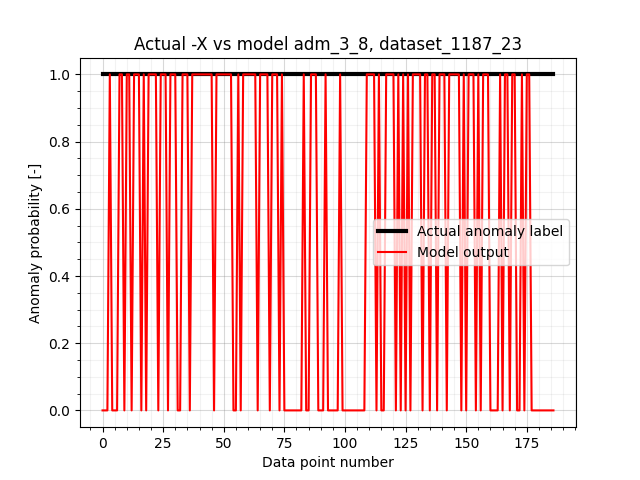 Actual -X vs model adm_3_8, dataset_1187_23
Anomaly probability [-]
1.0
0.8
0.6
0.4
0.2
0.0
Actual anomaly label
Model output
0 25 50 75 100 125 150 175
Data point number